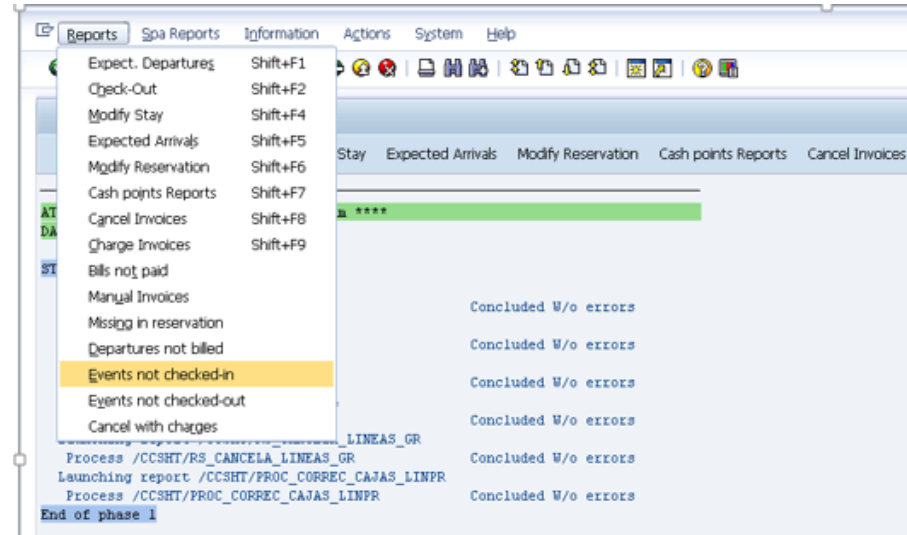 Reports Spa Reports Information Actions System Help
Expect. Departures Shift+F1
Check-Out Shift+F2
Modify Stay Shift+F4
Expected Arrivals Shift+F5
Stay Expected Arrivals Modify Reservation Cash points Reports Cancel Invoices
Modify Reservation Shift+F6
Cash points Reports Shift+F7
AT
Cancel Invoices Shift+F8
****
DA
Charge Invoices Shift+F9
ST
Bills not paid
Manual Invoices
Concluded W/o errors
Missing in reservation
Departures not billed
Concluded W/o errors
Events not checked-in
Concluded W/o errors
Events not checked-out
Cancel with charges
Concluded W/o errors
LINEAS_GR
Process /CCSHT/RS_CANCELA_LINEAS_GR Concluded W/o errors
Launching report /CCSHT/PROC_CORREC_CAJAS_LINPR
Process /CCSHT/PROC_CORREC_CAJAS_LINPR Concluded W/o errors
End of phase 1